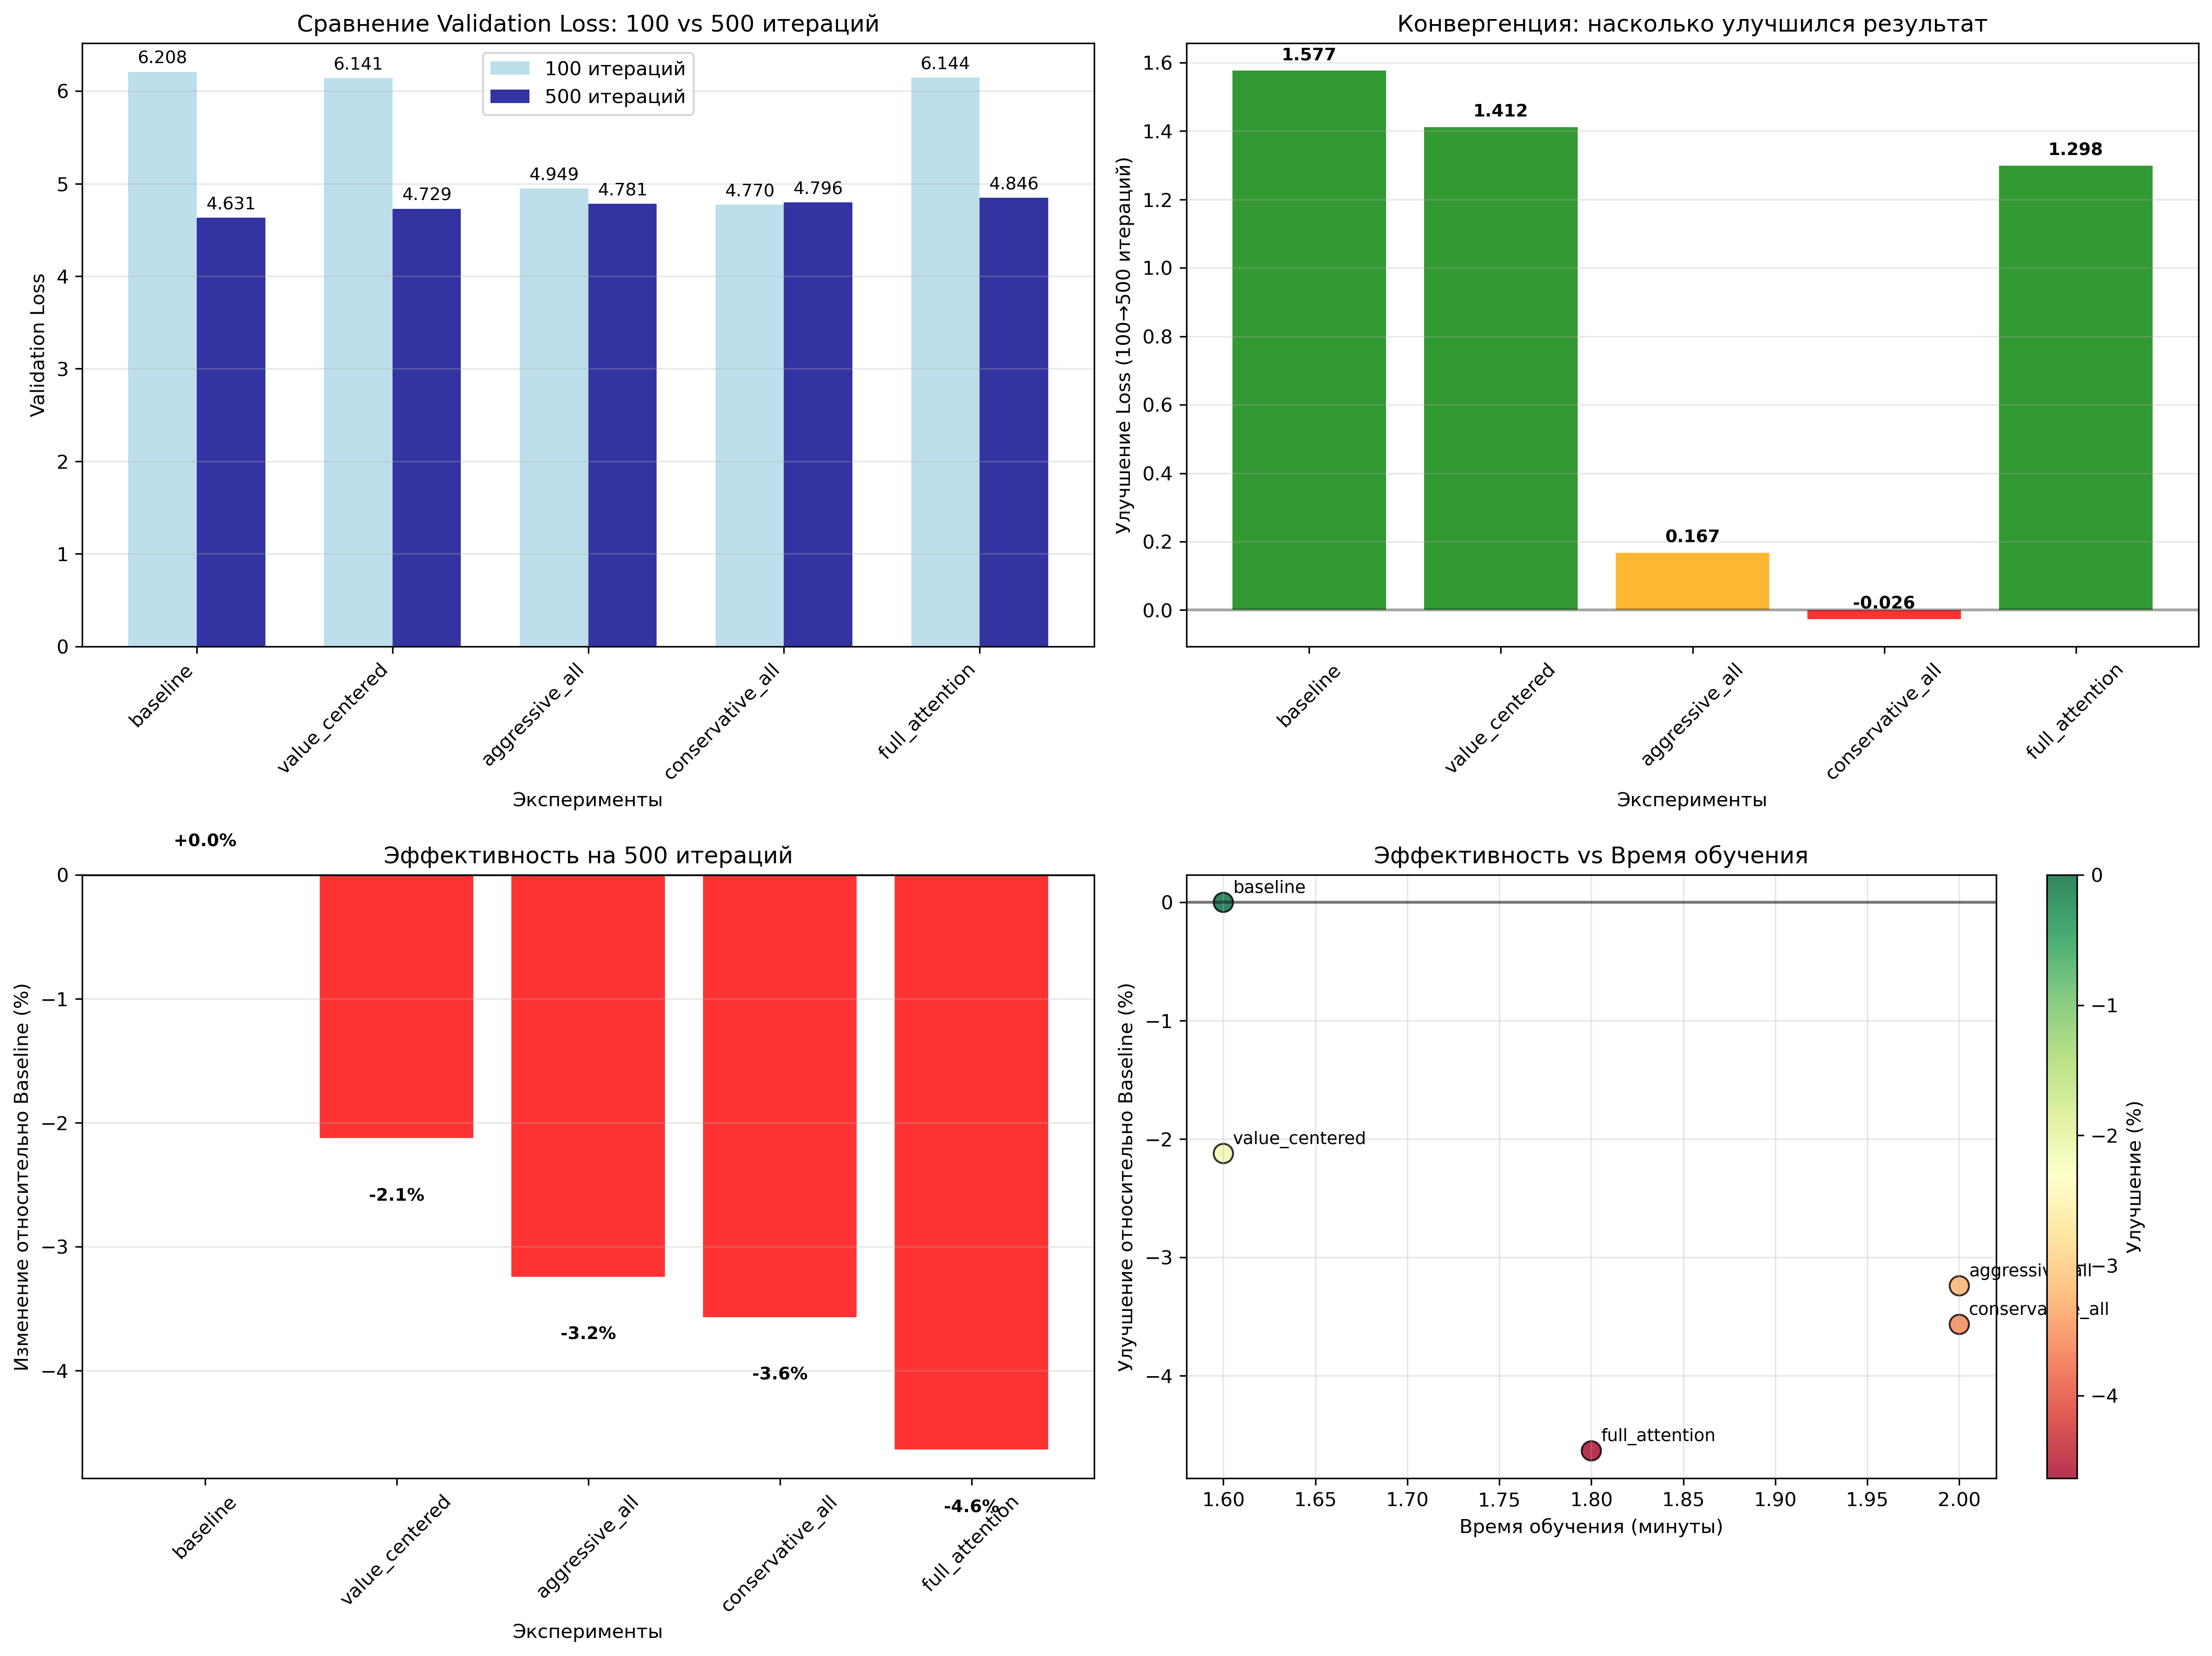 Сравнение Validation Loss: 100 vs 500 итераций
100 итераций
500 итераций
Validation Loss
6
5
4
3
2
1
0
6.208
4.631
6.141
4.729
4.949
4.781
4.770
4.796
6.144
4.846
baseline
value_centered
aggressive_all
conservative_all
full_attention
Эксперименты
Конвергенция: насколько улучшился результат
Улучшение Loss (100→500 итераций)
1.6
1.4
1.2
1.0
0.8
0.6
0.4
0.2
0.0
1.577
1.412
0.167
-0.026
1.298
baseline
value_centered
aggressive_all
conservative_all
full_attention
Эксперименты
Эффективность на 500 итераций
Изменение относительно Baseline (%)
0
−1
−2
−3
−4
+0.0%
-2.1%
-3.2%
-3.6%
-4.6%
baseline
value_centered
aggressive_all
conservative_all
full_attention
Эксперименты
Эффективность vs Время обучения
Улучшение относительно Baseline (%)
0
−1
−2
−3
−4
baseline
value_centered
aggressive_all
conservative_all
full_attention
1.60
1.65
1.70
1.75
1.80
1.85
1.90
1.95
2.00
Время обучения (минуты)
0
−1
−2
−3
−4
Улучшение (%)